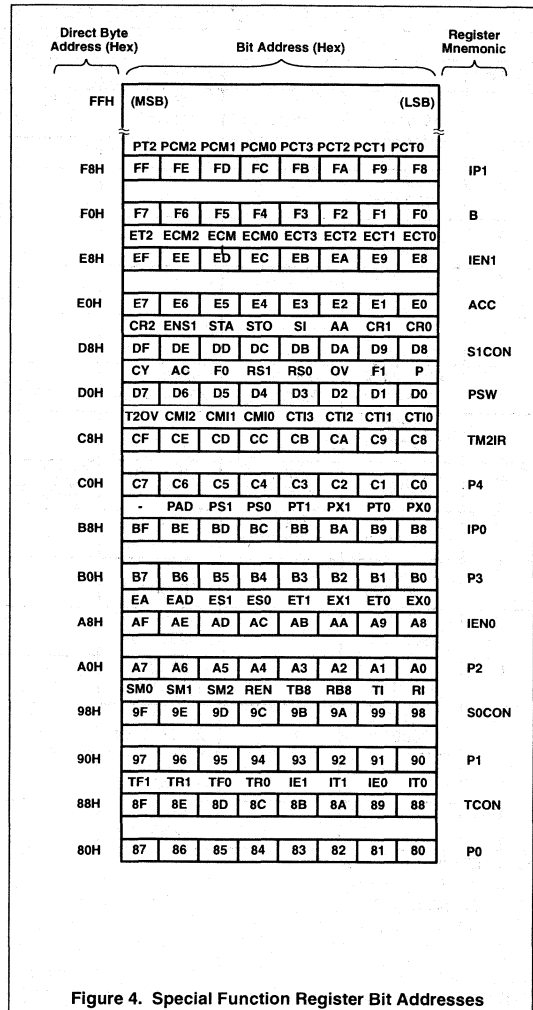 Direct Byte Address (Hex) Bit Address (Hex) Register Mnemonic
FFH (MSB) (LSB)
PT2 PCM2 PCM1 PCM0 PCT3 PCT2 PCT1 PCT0
F8H FF FE FD FC FB FA F9 F8 IP1
F0H F7 F6 F5 F4 F3 F2 F1 F0 B
ET2 ECM2 ECM ECM0 ECT3 ECT2 ECT1 ECT0
E8H EF EE ED EC EB EA E9 E8 IEN1
E0H E7 E6 E5 E4 E3 E2 E1 E0 ACC
CR2 ENS1 STA STO SI AA CR1 CR0
D8H DF DE DD DC DB DA D9 D8 S1CON
CY AC F0 RS1 RS0 OV F1 P
D0H D7 D6 D5 D4 D3 D2 D1 D0 PSW
T2OV CMI2 CMI1 CMI0 CTI3 CTI2 CTI1 CTI0
C8H CF CE CD CC CB CA C9 C8 TM2IR
C0H C7 C6 C5 C4 C3 C2 C1 C0 P4
- PAD PS1 PS0 PT1 PX1 PT0 PX0
B8H BF BE BD BC BB BA B9 B8 IP0
B0H B7 B6 B5 B4 B3 B2 B1 B0 P3
EA EAD ES1 ES0 ET1 EX1 ET0 EX0
A8H AF AE AD AC AB AA A9 A8 IEN0
A0H A7 A6 A5 A4 A3 A2 A1 A0 P2
SM0 SM1 SM2 REN TB8 RB8 TI RI
98H 9F 9E 9D 9C 9B 9A 99 98 S0CON
90H 97 96 95 94 93 92 91 90 P1
TF1 TR1 TF0 TR0 IE1 IT1 IE0 IT0
88H 8F 8E 8D 8C 8B 8A 89 88 TCON
80H 87 86 85 84 83 82 81 80 P0
Figure 4. Special Function Register Bit Addresses